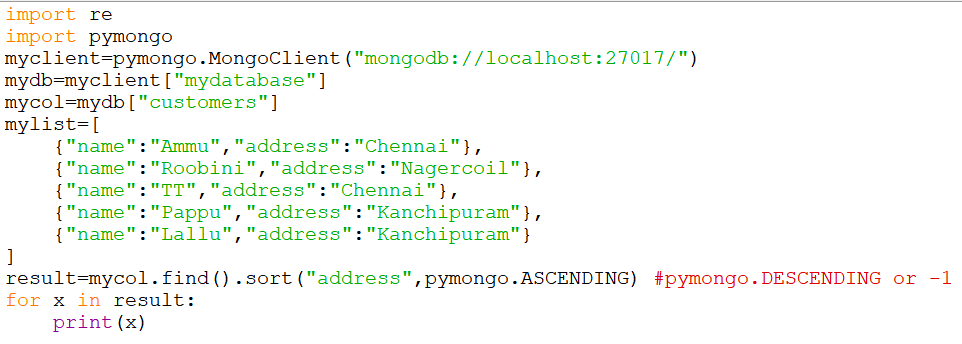 import re
import pymongo
myclient=pymongo.MongoClient("mongodb://localhost:27017/")
mydb=myclient["mydatabase"]
mycol=mydb["customers"]
mylist=[
    {"name":"Ammu","address":"Chennai"},
    {"name":"Roobini","address":"Nagercoil"},
    {"name":"TT","address":"Chennai"},
    {"name":"Pappu","address":"Kanchipuram"},
    {"name":"Lallu","address":"Kanchipuram"}
]
result=mycol.find().sort("address",pymongo.ASCENDING) #pymongo.DESCENDING or -1
for x in result:
    print(x)